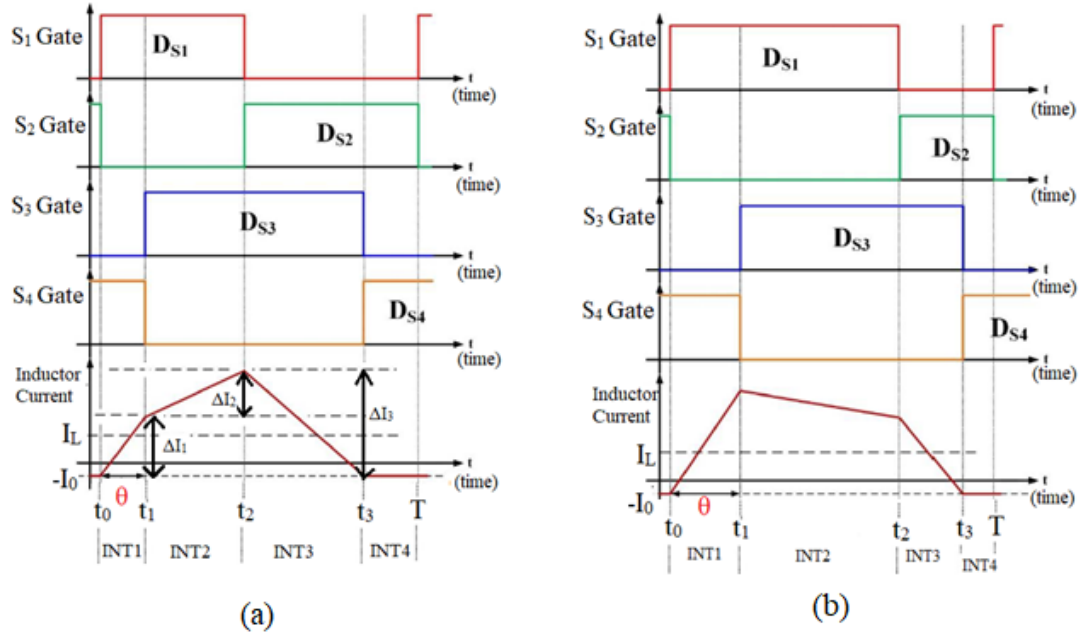 S1 Gate
DS1
t
(time)
S2 Gate
DS2
t
(time)
S3 Gate
DS3
t
(time)
S4 Gate
DS4
t
(time)
Inductor
Current
ΔI1
ΔI2
ΔI3
IL
-I0
θ
t
(time)
t0
t1
t2
t3
T
INT1
INT2
INT3
INT4
(a)
S1 Gate
DS1
t
(time)
S2 Gate
DS2
t
(time)
S3 Gate
DS3
t
(time)
S4 Gate
DS4
t
(time)
Inductor
Current
IL
-I0
θ
t
(time)
t0
t1
t2
t3
T
INT1
INT2
INT3
INT4
(b)